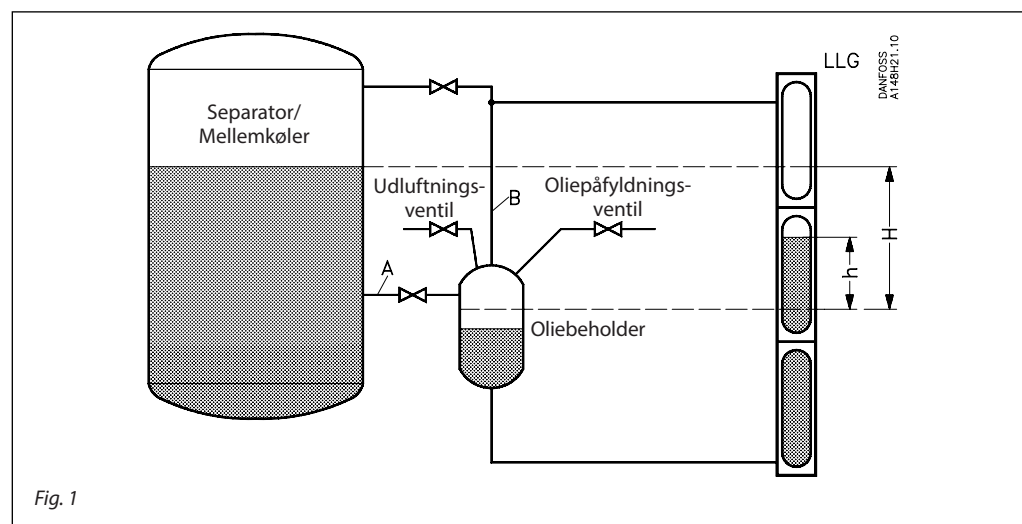 LLG
DANFOSS
A148H21.10
Separator/
Mellemkøler
Udluftnings-
ventil
Oliepåfyldnings-
ventil
B
A
H
h
Oliebeholder
Fig. 1